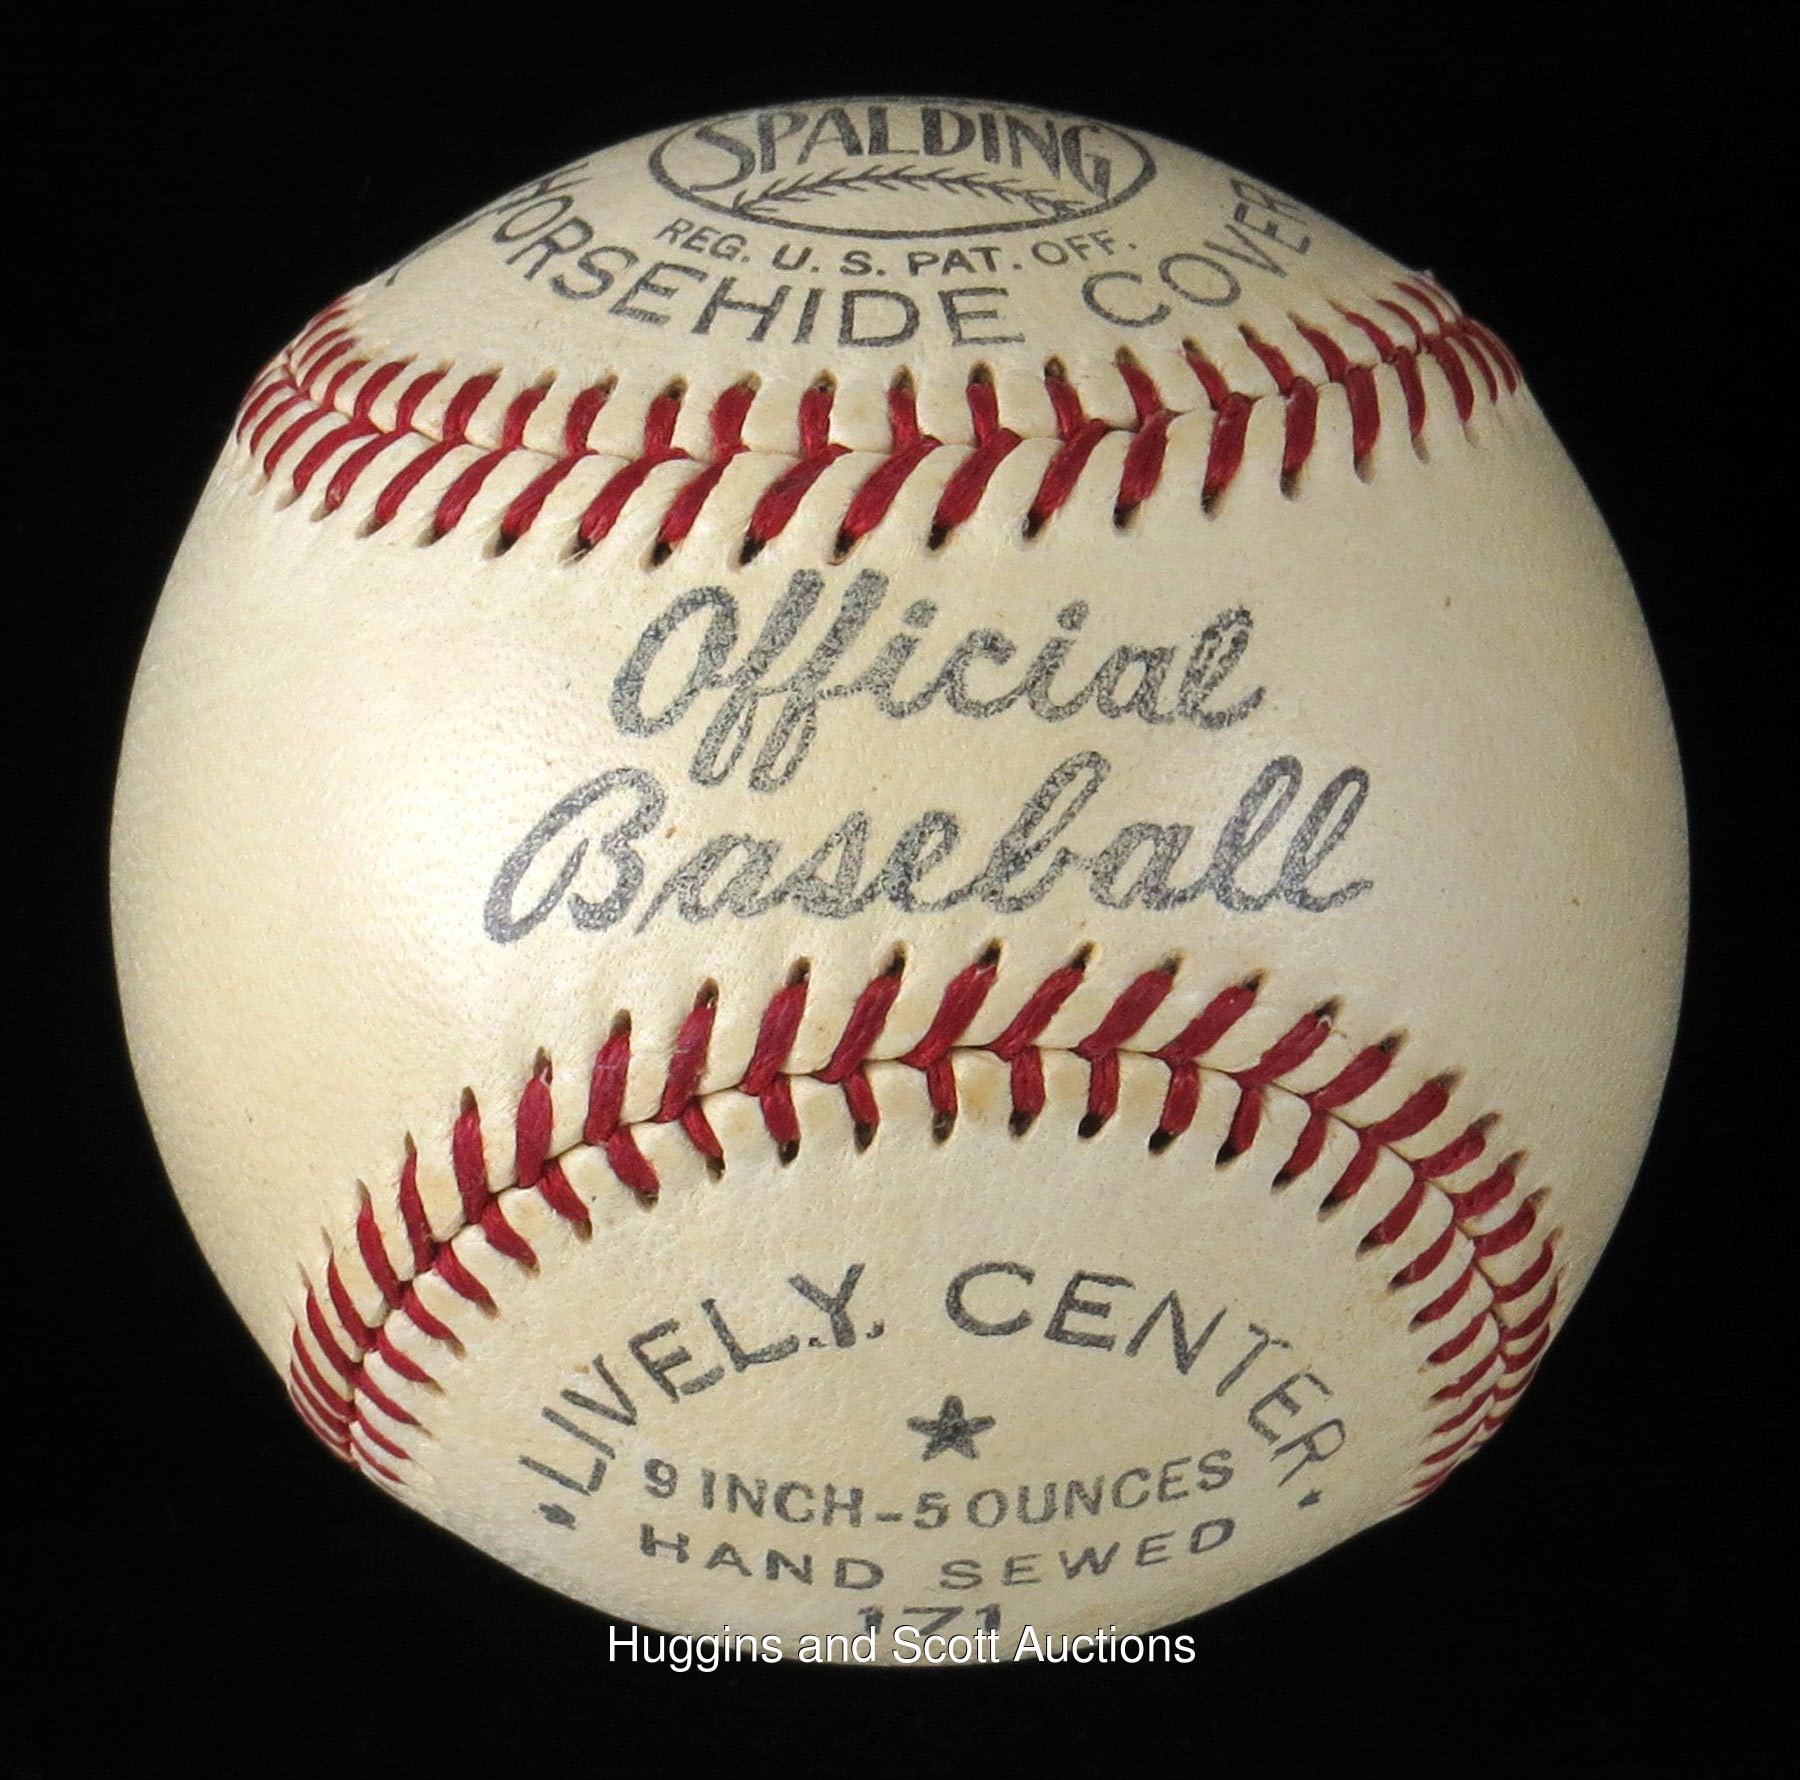 SPALDING
REG. U. S. PAT. OFF.
HORSEHIDE COVER
Official
Baseball
LIVELY CENTER
9 INCH-5 OUNCES
HAND SEWED
171
Huggins and Scott Auctions